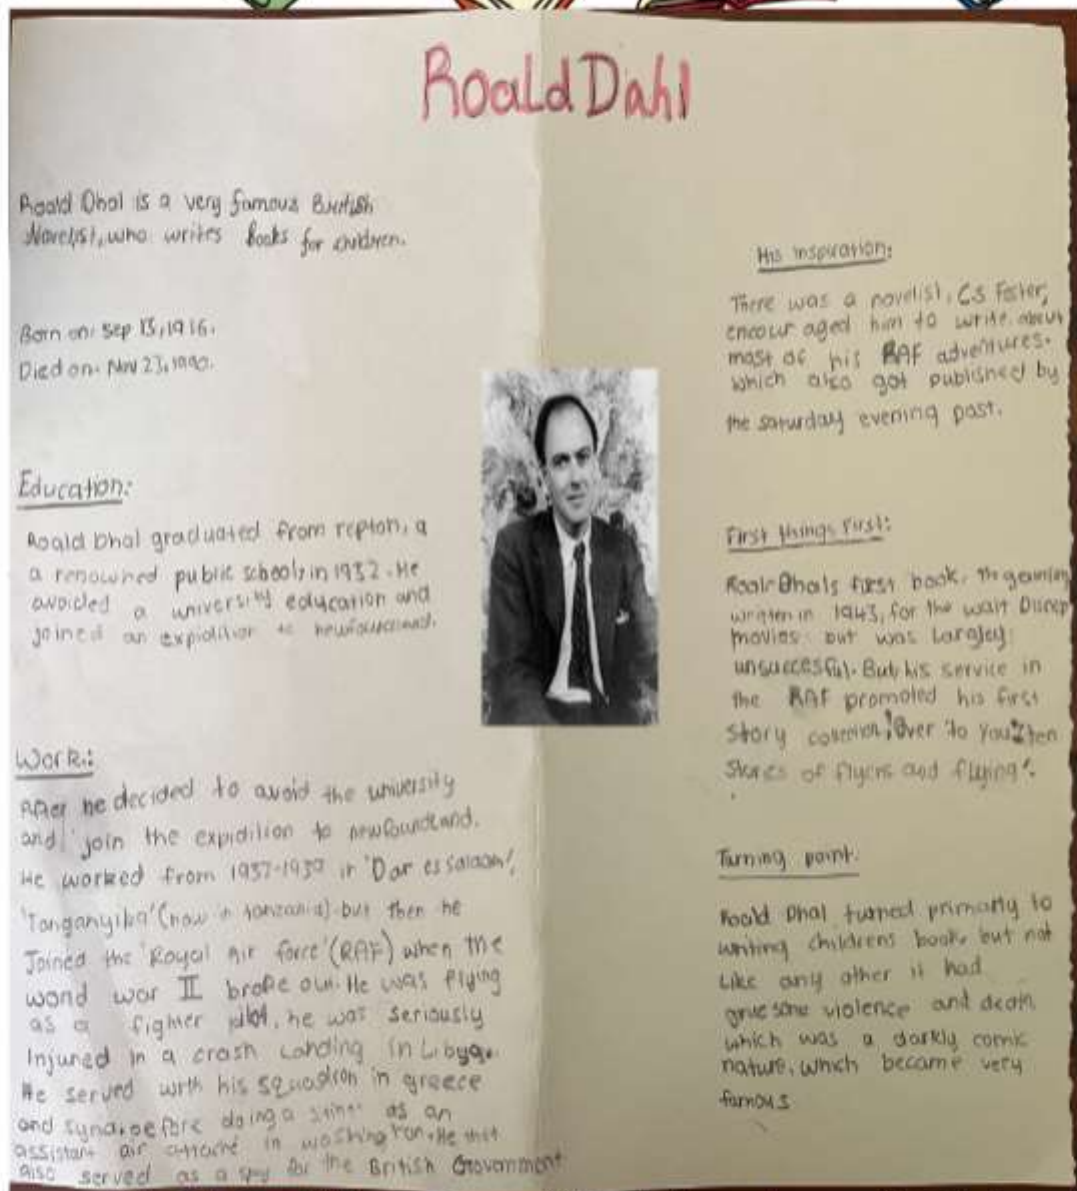 Roald Dahl
Roald Dhal is a very famous British
Novelist, who writes books for children.
Born on: Sep 13, 1916.
Died on: Nov 23, 1990.
Education:
Roald Dhal graduated from repton, a
a renowned public schools in 1932. He
avoided a university education and
joined an expidition to newfoundland.
Work:
After he decided to avoid the university
and join the expidition to newfoundland.
He worked from 1937-1939 in 'Dar es salaam',
'Tanganyika' (now in tanzania) but then he
Joined the 'Royal Air force' (RAF) when the
world war II broke out. He was flying
as a fighter pilot, he was seriously
Injured in a crash Landing in Libya.
He served with his squadron in greece
and syria, before doing a stint as an
assistant air attaché in washington. He
also served as a spy for the British Government
His inspiration:
There was a novelist, CS Foster,
encouraged him to write about
most of his RAF adventures.
which also got published by
the saturday evening post.
First things First:
Dhals first book, The
written in 1943, for the walt Disney
movies but was Largley
unsuccesful. But his service in
the RAF promoted his first
story collection, 'Over to You: ten
stories of flyers and flying'.
Turning point.
Roald Dhal turned primarily to
writing childrens book, but not
Like any other it had
gruesome violence and death
which was a darkly comic
nature, which became very
famous